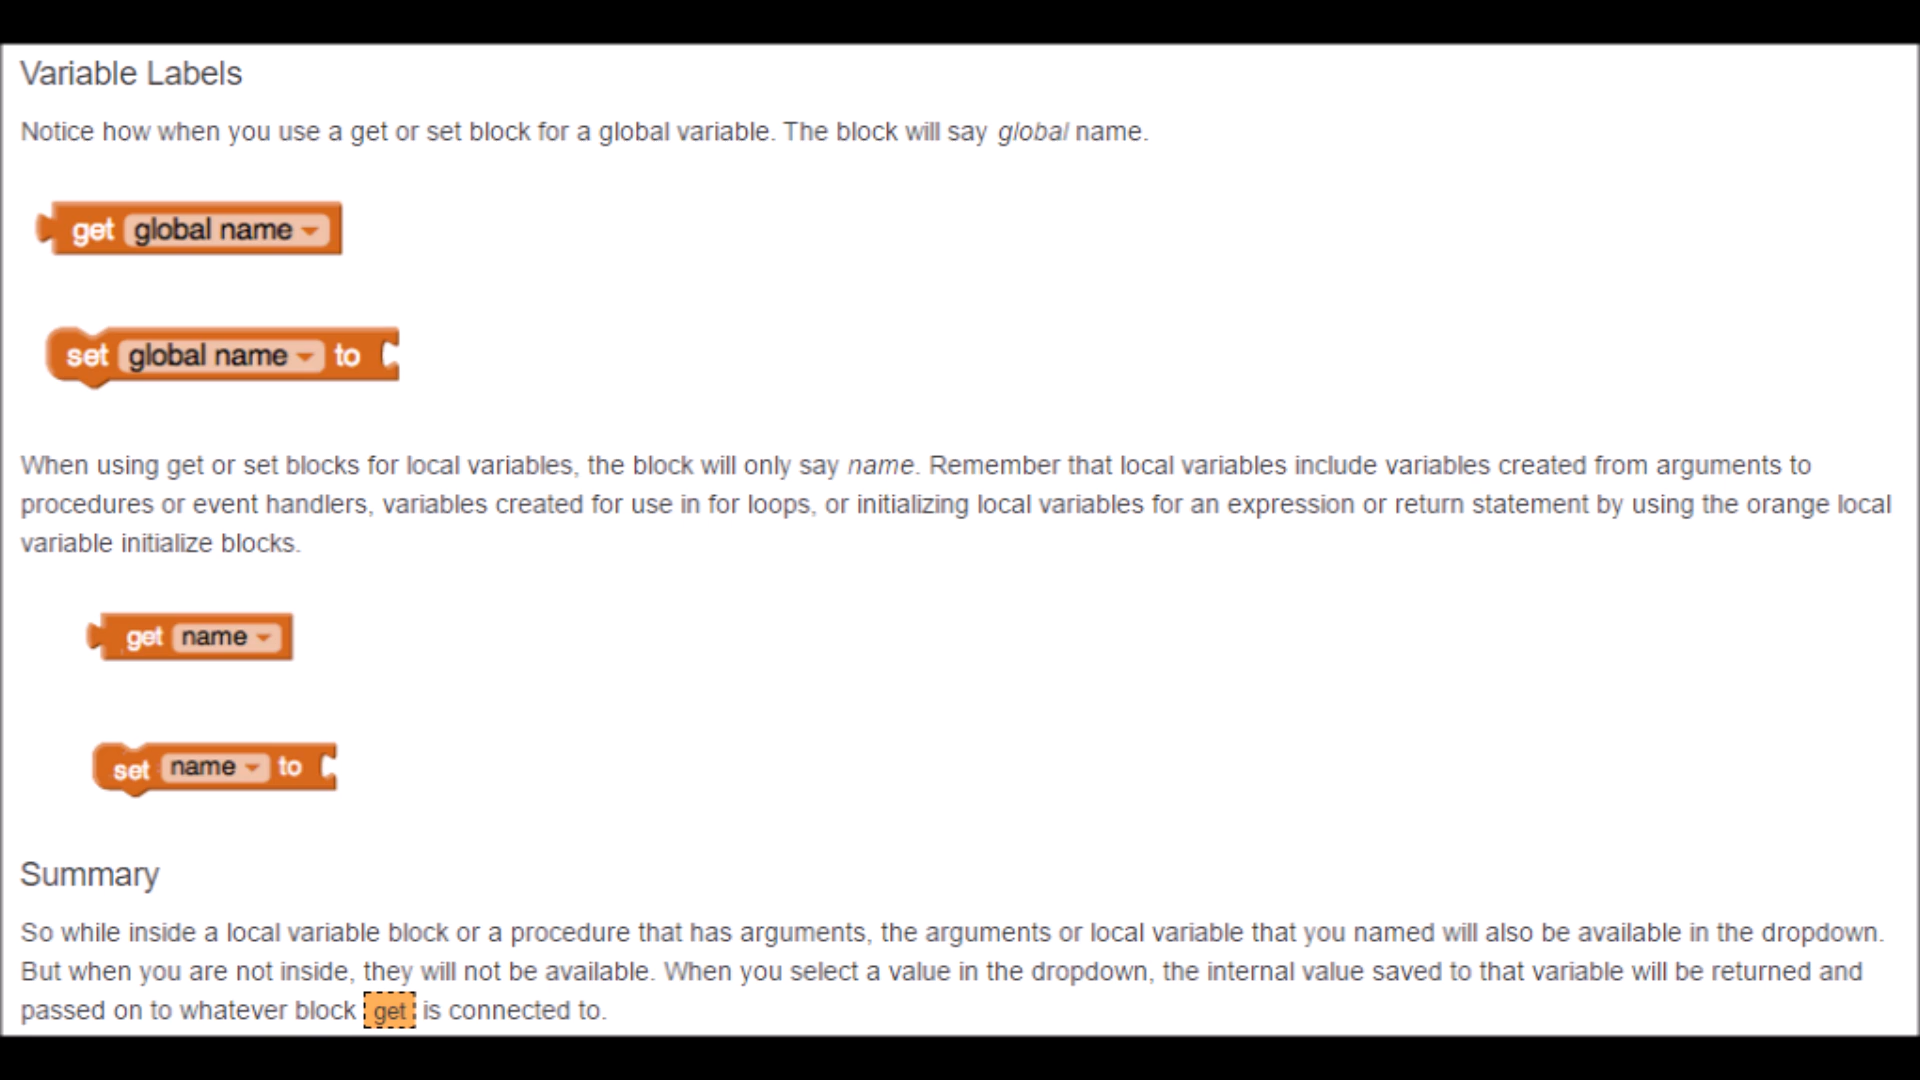 Variable Labels
Notice how when you use a get or set block for a global variable. The block will say global name.
get global name
set global name to
When using get or set blocks for local variables, the block will only say name. Remember that local variables include variables created from arguments to
procedures or event handlers, variables created for use in for loops, or initializing local variables for an expression or return statement by using the orange local
variable initialize blocks.
get name
set name to
Summary
So while inside a local variable block or a procedure that has arguments, the arguments or local variable that you named will also be available in the dropdown.
But when you are not inside, they will not be available. When you select a value in the dropdown, the internal value saved to that variable will be returned and
passed on to whatever block get is connected to.